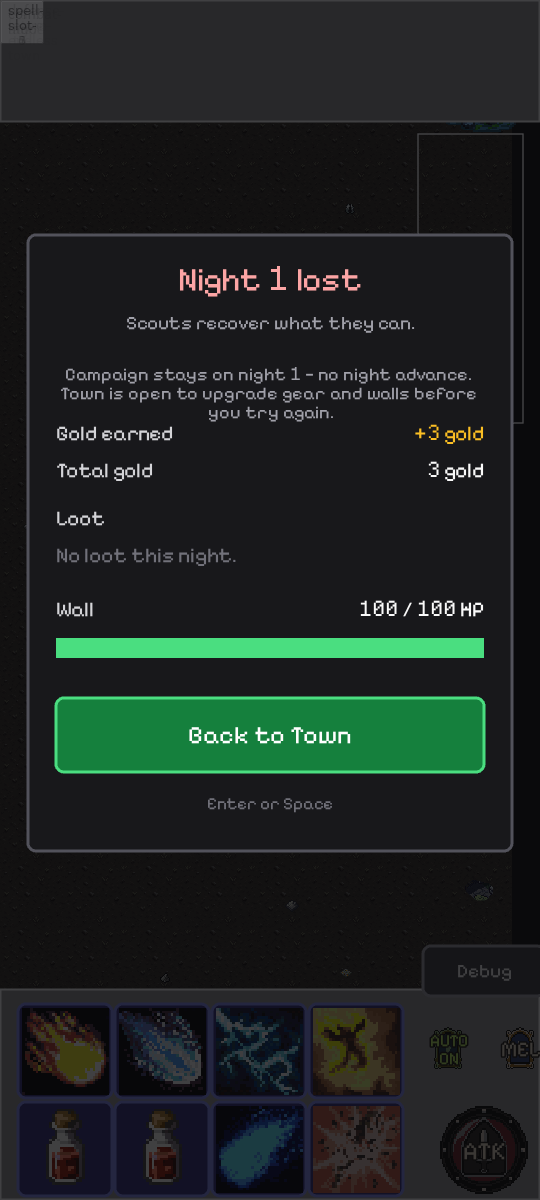 spell-
slot-
a
Night 1 lost
Scouts recover what they can.
Campaign stays on night 1 - no night advance.
Town is open to upgrade gear and walls before
you try again.
Gold earned +3 gold
Total gold 3 gold
Loot
No loot this night.
Wall 100 / 100 HP
Back to Town
Enter or Space
Debug
AUTO
ON
MEL
ATK